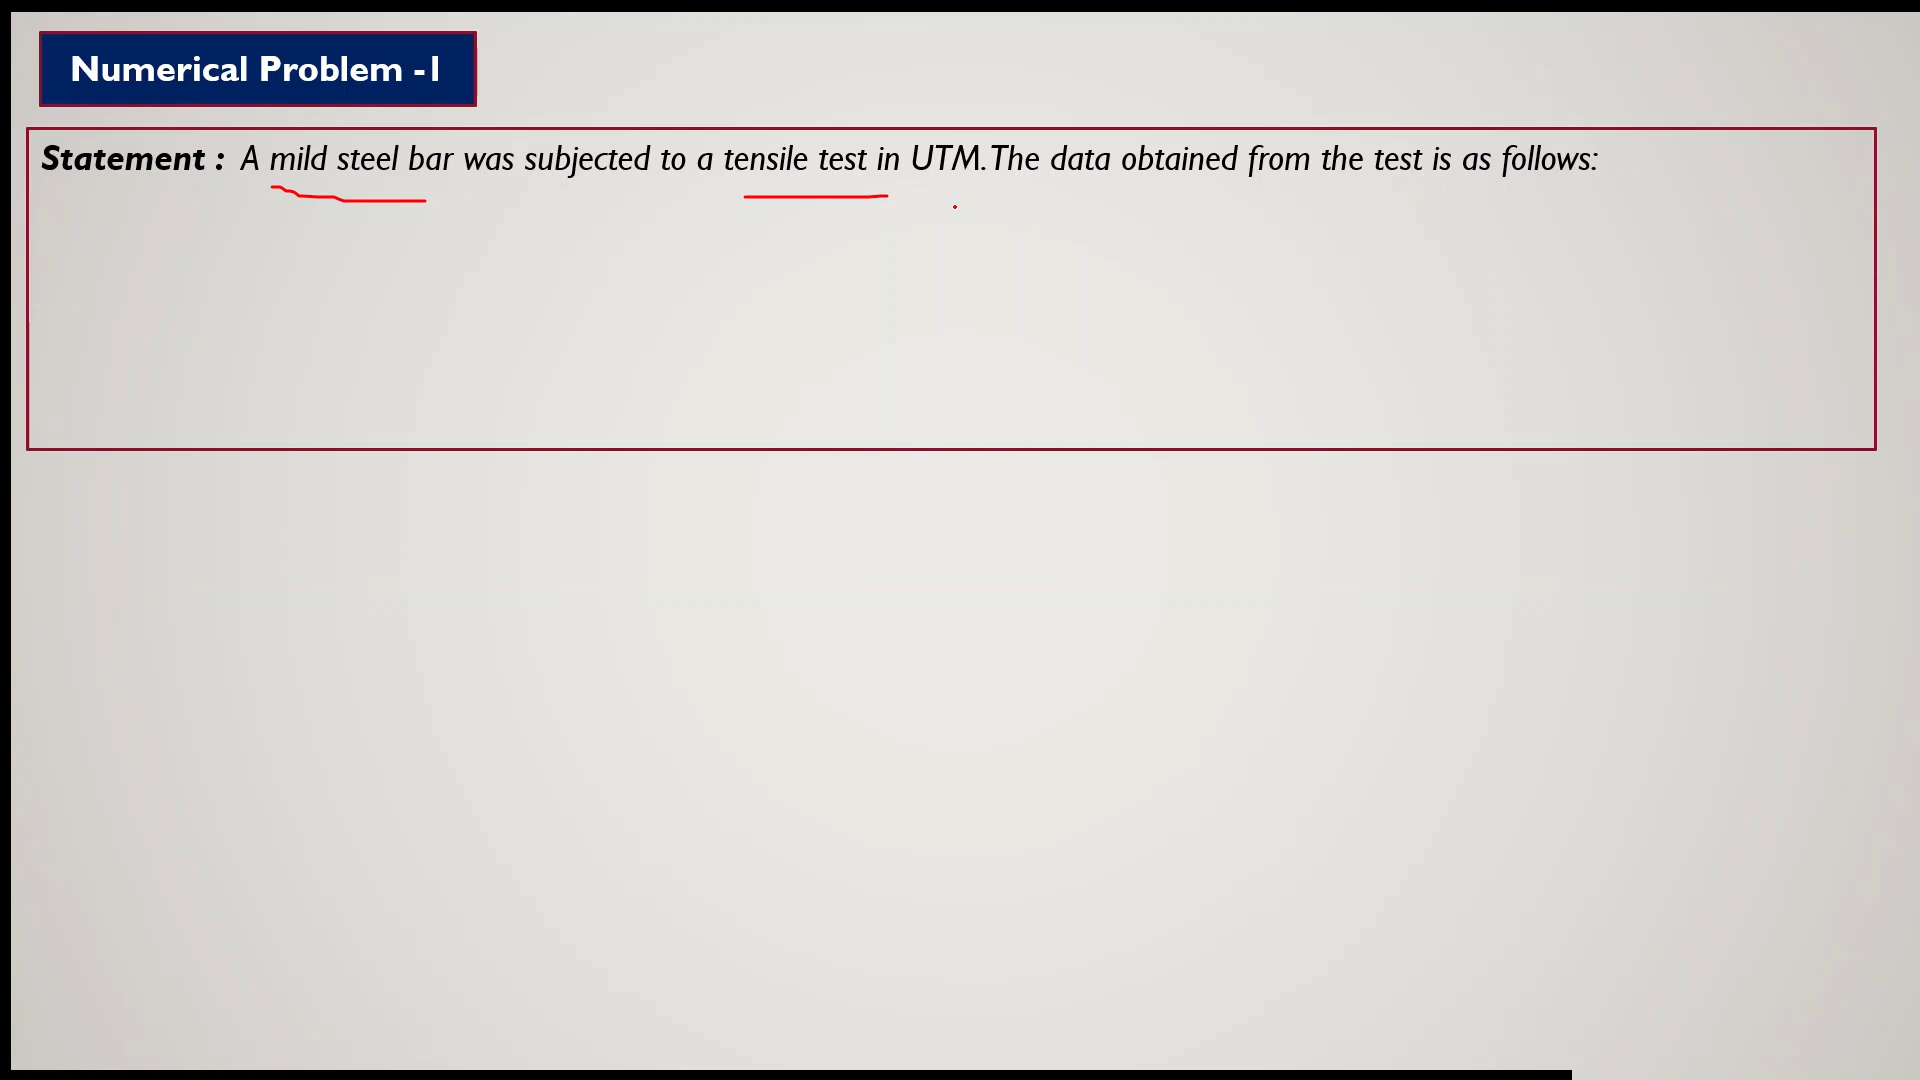 Numerical Problem -1
Statement : A mild steel bar was subjected to a tensile test in UTM. The data obtained from the test is as follows: